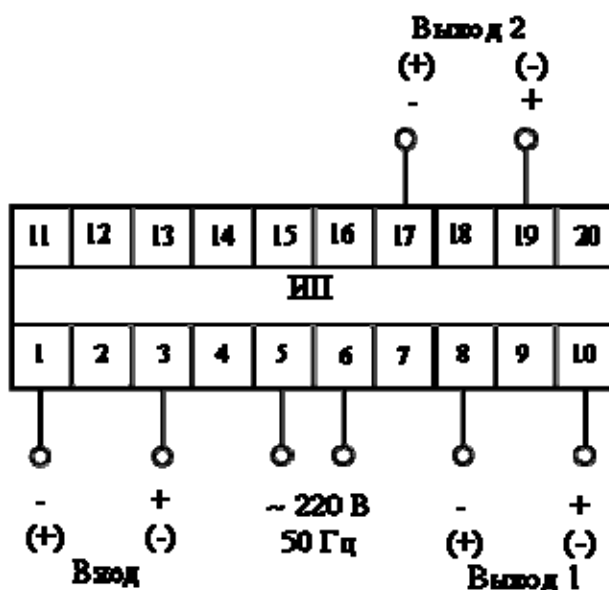 Выход 2
(+) (-)
- +
11 12 13 14 15 16 17 18 19 20
ИП
1 2 3 4 5 6 7 8 9 10
- + ~ 220 В - +
(+) (-) 50 Гц (+) (-)
Вход Выход 1